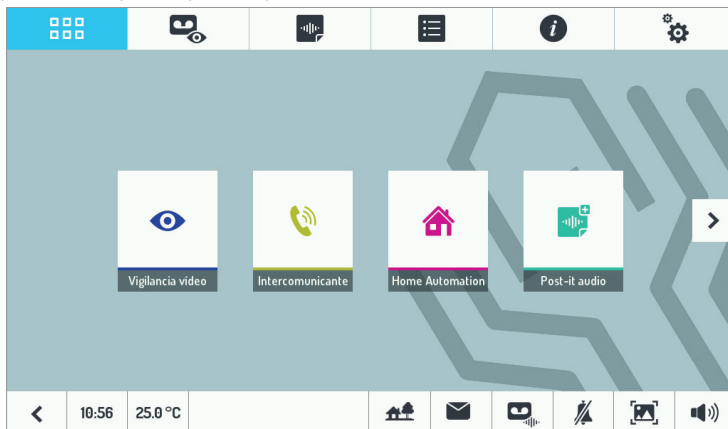 Vigilancia vídeo
Intercomunicante
Home Automation
Post-it audio
10:56
25.0 °C